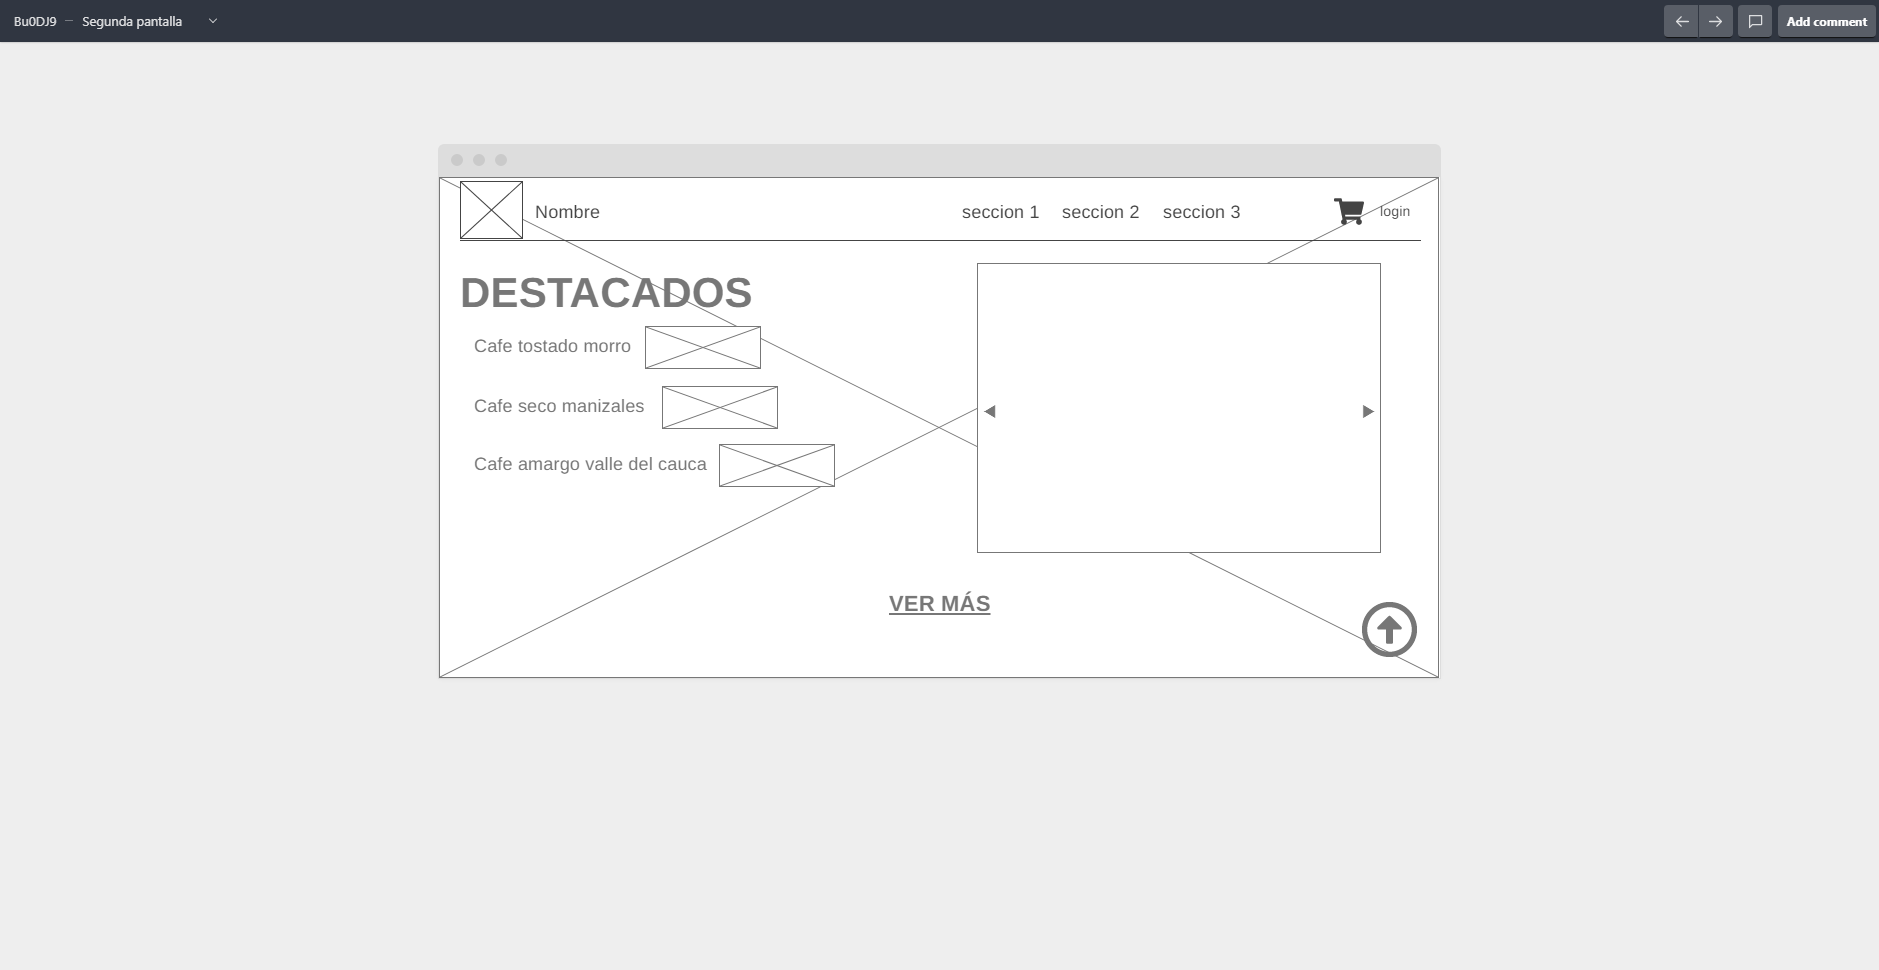 Bu0DJ9 — Segunda pantalla
Add comment
Nombre
seccion 1 seccion 2 seccion 3
login
DESTACADOS
Cafe tostado morro
Cafe seco manizales
Cafe amargo valle del cauca
VER MÁS